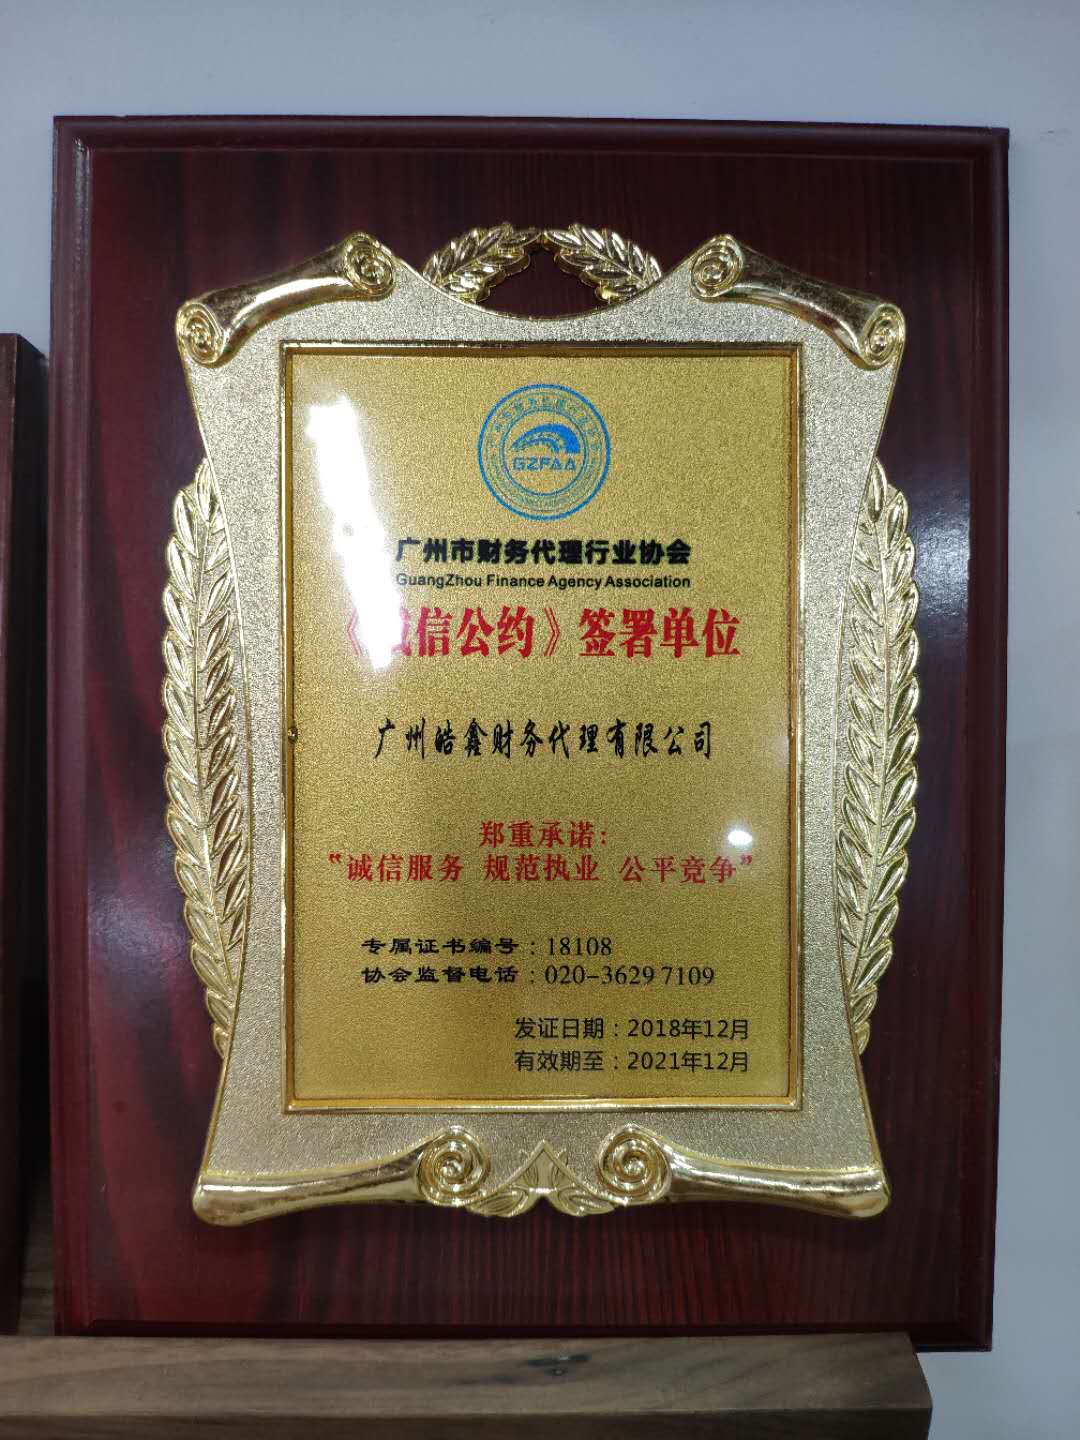 GZFAA
广州市财务代理行业协会
GuangZhou Finance Agency Association
《诚信公约》签署单位
广州皓鑫财务代理有限公司
郑重承诺:
“诚信服务 规范执业 公平竞争”
专属证书编号:18108
协会监督电话:020-3629 7109
发证日期:2018年12月
有效期至:2021年12月